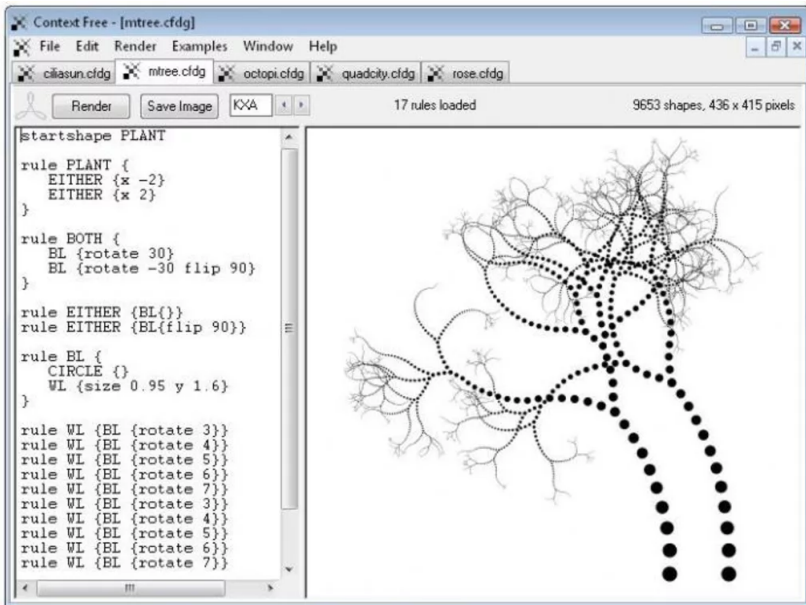 Context Free - [mtree.cfdg]
File Edit Render Examples Window Help
ciliasun.cfdg mtree.cfdg octopi.cfdg quadcity.cfdg rose.cfdg
Render Save Image KXA 17 rules loaded 9653 shapes, 436 x 415 pixels
startshape PLANT
rule PLANT {
EITHER {x -2}
EITHER {x 2}
}
rule BOTH {
BL {rotate 30}
BL {rotate -30 flip 90}
}
rule EITHER {BL{}}
rule EITHER {BL{flip 90}}
rule BL {
CIRCLE {}
WL {size 0.95 y 1.6}
}
rule WL {BL {rotate 3}}
rule WL {BL {rotate 4}}
rule WL {BL {rotate 5}}
rule WL {BL {rotate 6}}
rule WL {BL {rotate 7}}
rule WL {BL {rotate 3}}
rule WL {BL {rotate 4}}
rule WL {BL {rotate 5}}
rule WL {BL {rotate 6}}
rule WL {BL {rotate 7}}